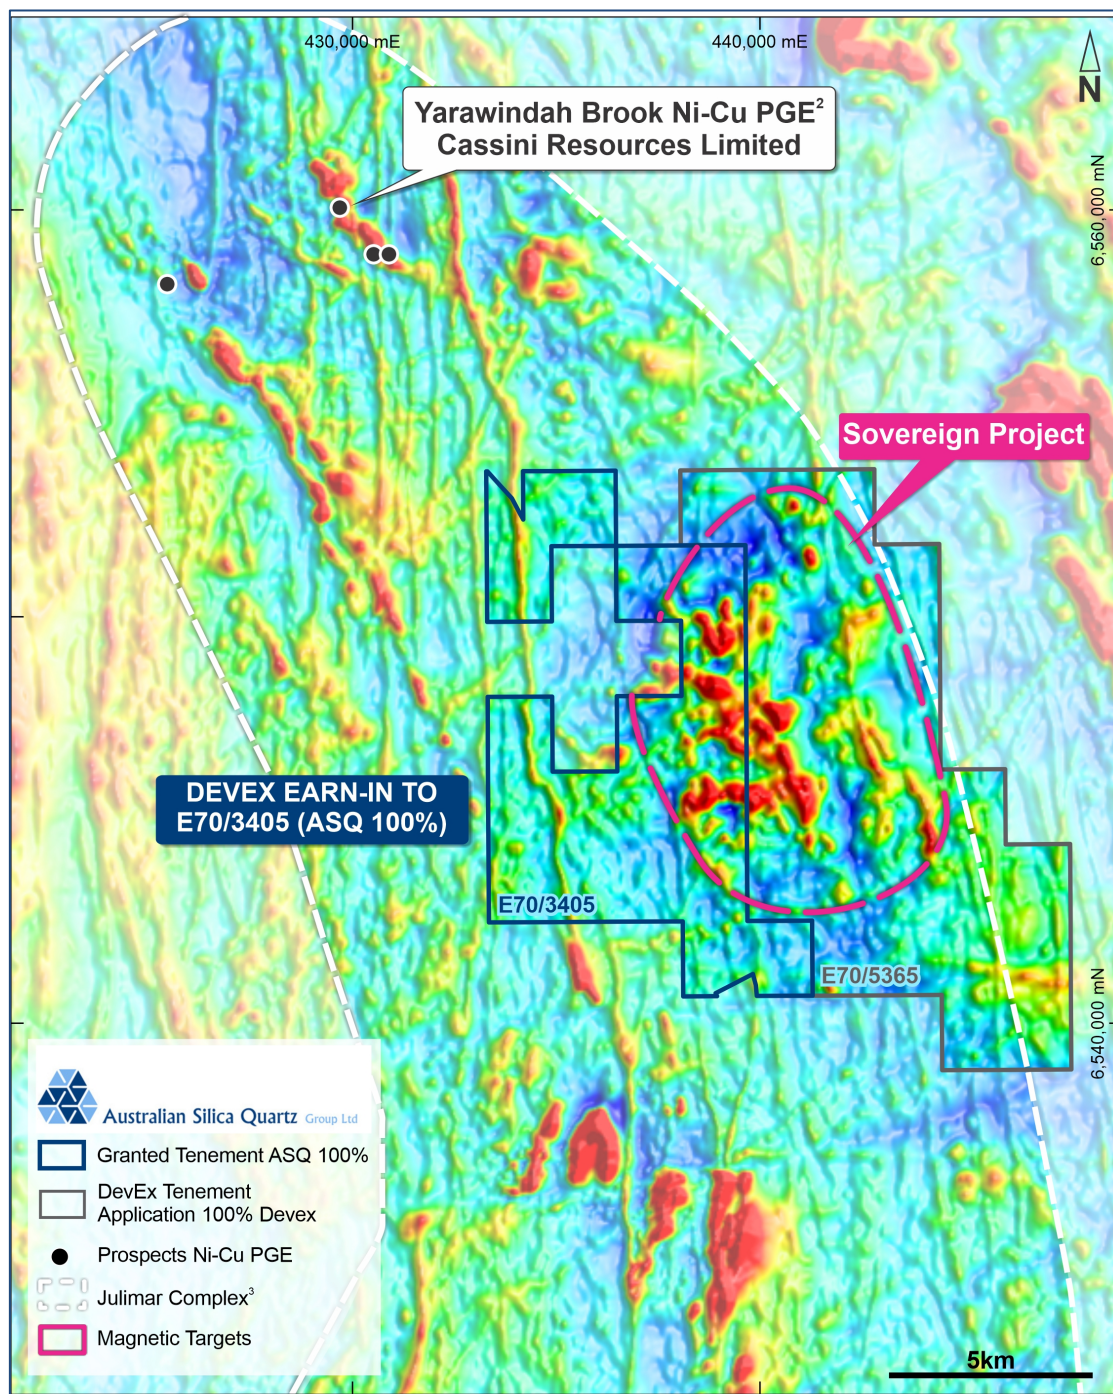 430,000 mE
440,000 mE
N
Yarawindah Brook Ni-Cu PGE²
Cassini Resources Limited
6,560,000 mN
Sovereign Project
DEVEX EARN-IN TO
E70/3405 (ASQ 100%)
E70/3405
E70/5365
6,540,000 mN
Australian Silica Quartz Group Ltd
Granted Tenement ASQ 100%
DevEx Tenement
Application 100% Devex
Prospects Ni-Cu PGE
Julimar Complex³
Magnetic Targets
5km